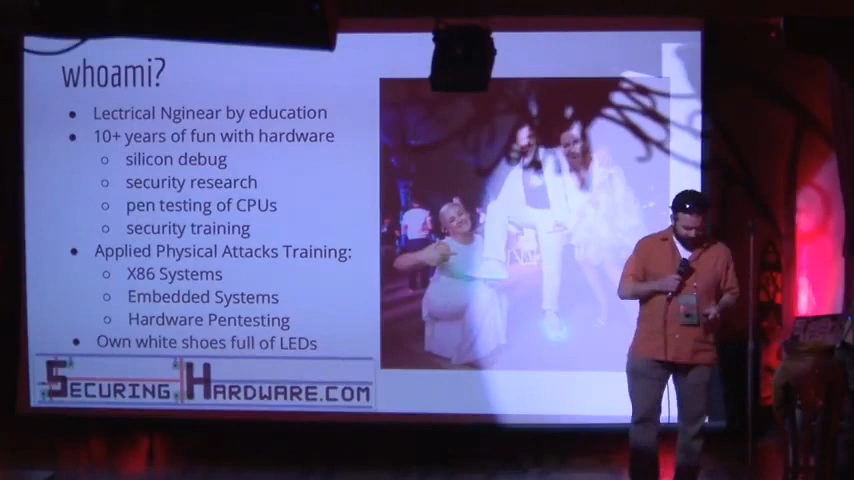 whoami?
Lectrical Nginear by education
10+ years of fun with hardware
silicon debug
security research
pen testing of CPUs
security training
Applied Physical Attacks Training:
X86 Systems
Embedded Systems
Hardware Pentesting
Own white shoes full of LEDs
SECURING HARDWARE.COM